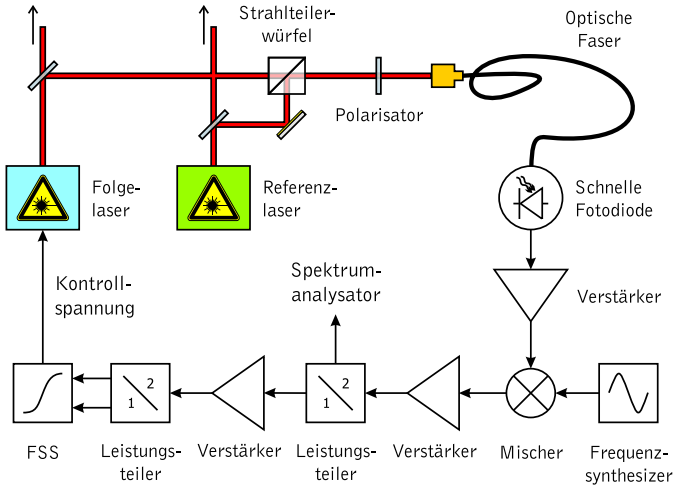 Strahlteiler-
würfel
Optische
Faser
Polarisator
Folge-
laser
Referenz-
laser
Schnelle
Fotodiode
Kontroll-
spannung
Spektrum-
analysator
Verstärker
1 2
1 2
FSS
Leistungs-
teiler
Verstärker
Leistungs-
teiler
Verstärker
Mischer
Frequenz-
synthesizer